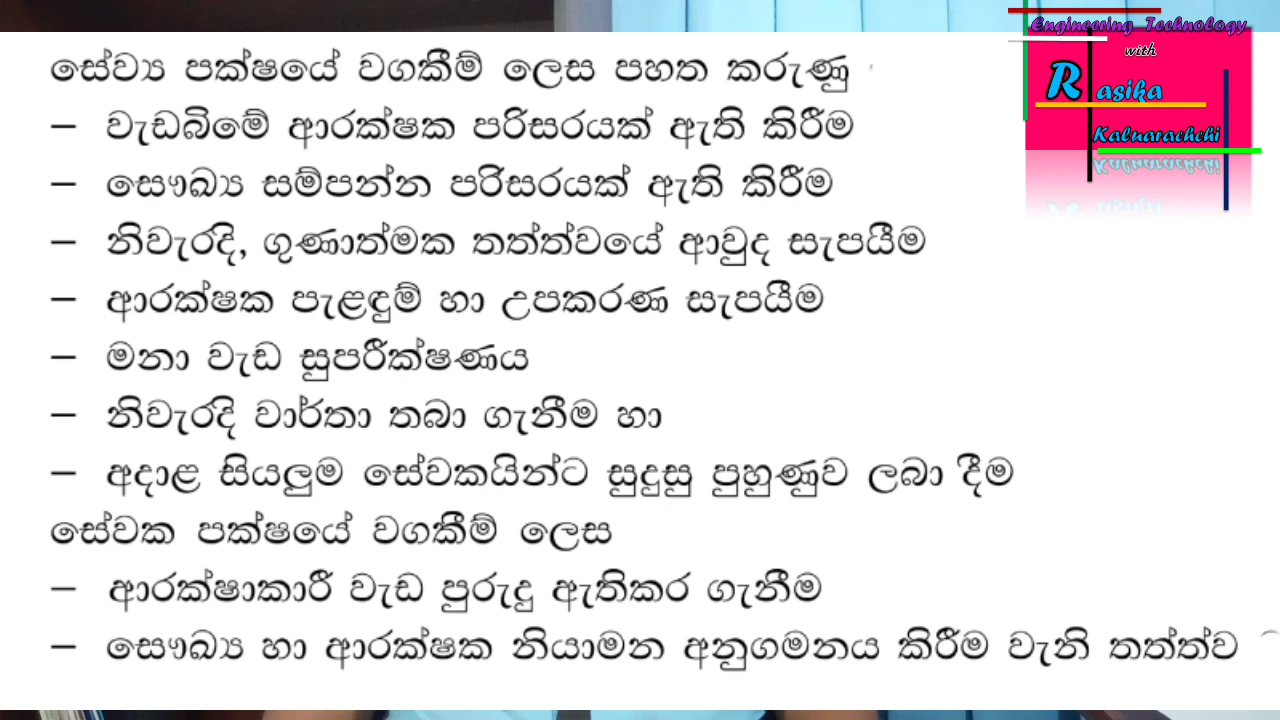 සේව්‍ය පක්ෂයේ වගකීම් ලෙස පහත කරුණු
– වැඩබිමේ ආරක්ෂක පරිසරයක් ඇති කිරීම
– සෞඛ්‍ය සම්පන්න පරිසරයක් ඇති කිරීම
– නිවැරදි, ගුණාත්මක තත්ත්වයේ ආවුද සැපයීම
– ආරක්ෂක පැළඳුම් හා උපකරණ සැපයීම
– මනා වැඩ සුපරීක්ෂණය
– නිවැරදි වාර්තා තබා ගැනීම හා
– අදාළ සියලුම සේවකයින්ට සුදුසු පුහුණුව ලබා දීම
සේවක පක්ෂයේ වගකීම් ලෙස
– ආරක්ෂාකාරී වැඩ පුරුදු ඇතිකර ගැනීම
– සෞඛ්‍ය හා ආරක්ෂක නියාමන අනුගමනය කිරීම වැනි තත්ත්ව
Engineering Technology
with
Rasika
Kaluarachchi